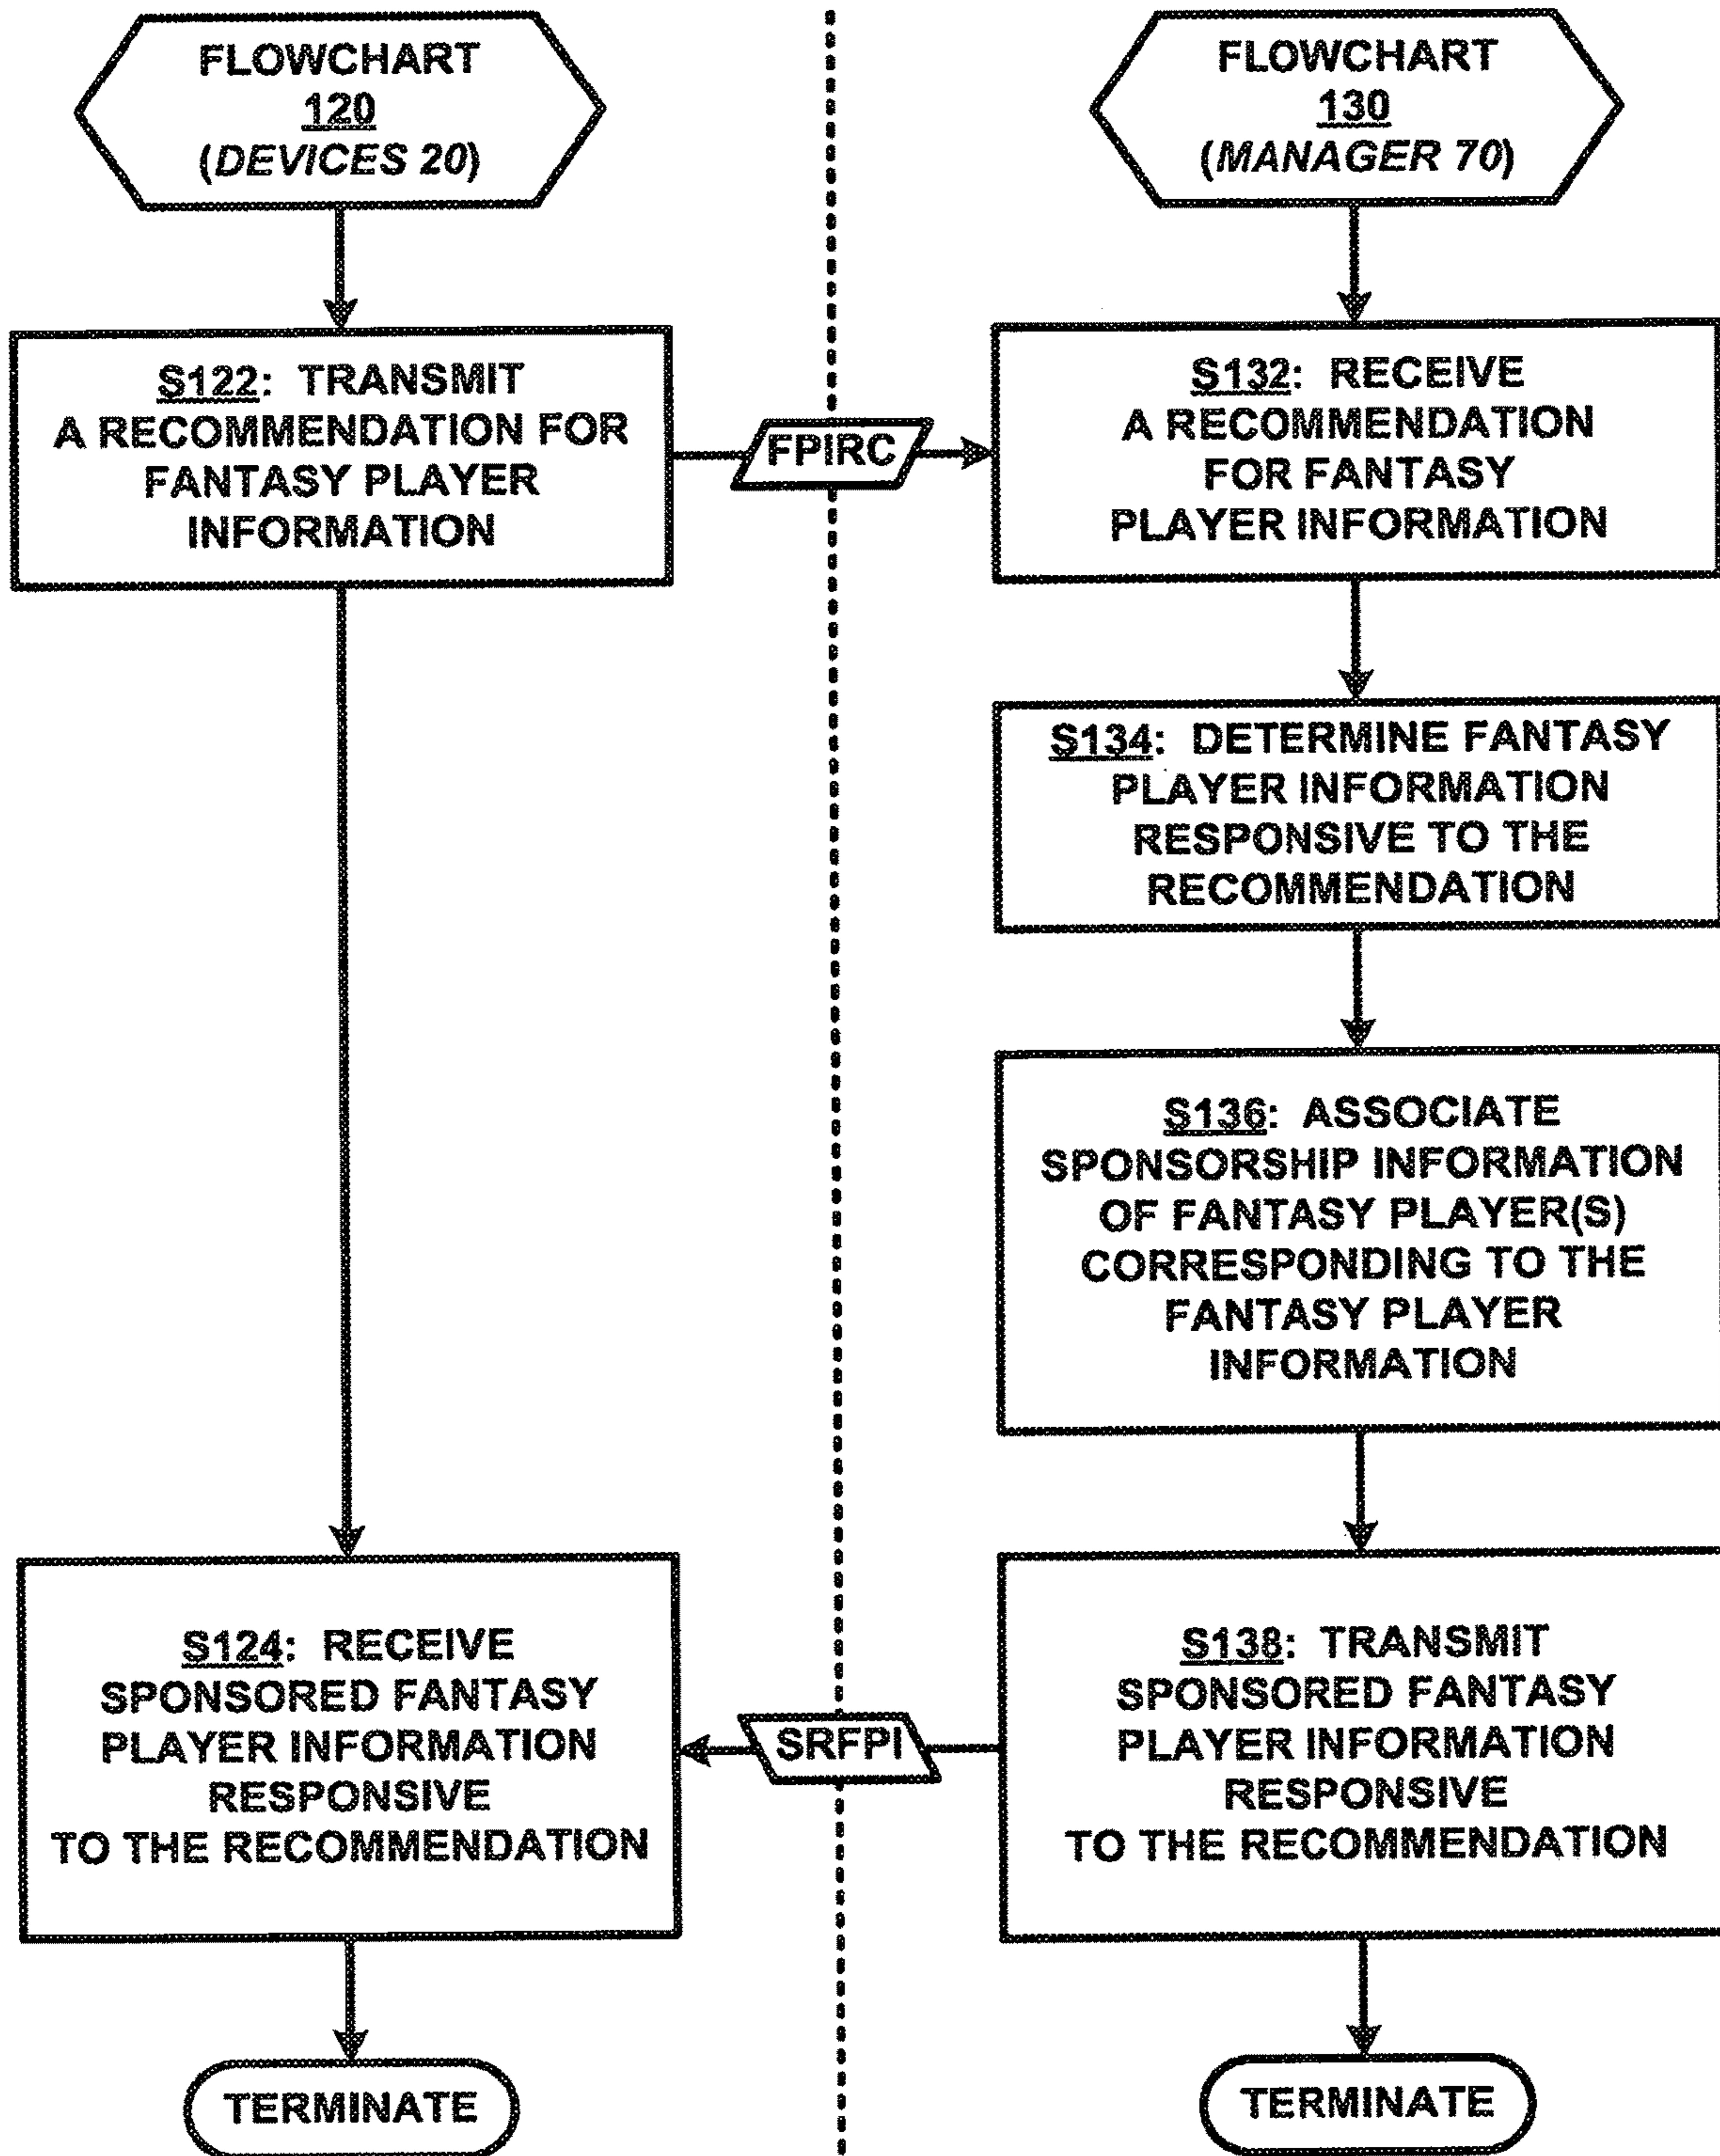 FLOWCHART
120
(DEVICES 20)
S122: TRANSMIT
A RECOMMENDATION FOR
FANTASY PLAYER
INFORMATION
FPIRC
S124: RECEIVE
SPONSORED FANTASY
PLAYER INFORMATION
RESPONSIVE
TO THE RECOMMENDATION
TERMINATE
FLOWCHART
130
(MANAGER 70)
S132: RECEIVE
A RECOMMENDATION
FOR FANTASY
PLAYER INFORMATION
S134: DETERMINE FANTASY
PLAYER INFORMATION
RESPONSIVE TO THE
RECOMMENDATION
S136: ASSOCIATE
SPONSORSHIP INFORMATION
OF FANTASY PLAYER(S)
CORRESPONDING TO THE
FANTASY PLAYER
INFORMATION
S138: TRANSMIT
SPONSORED FANTASY
PLAYER INFORMATION
RESPONSIVE
TO THE RECOMMENDATION
SRFPI
TERMINATE